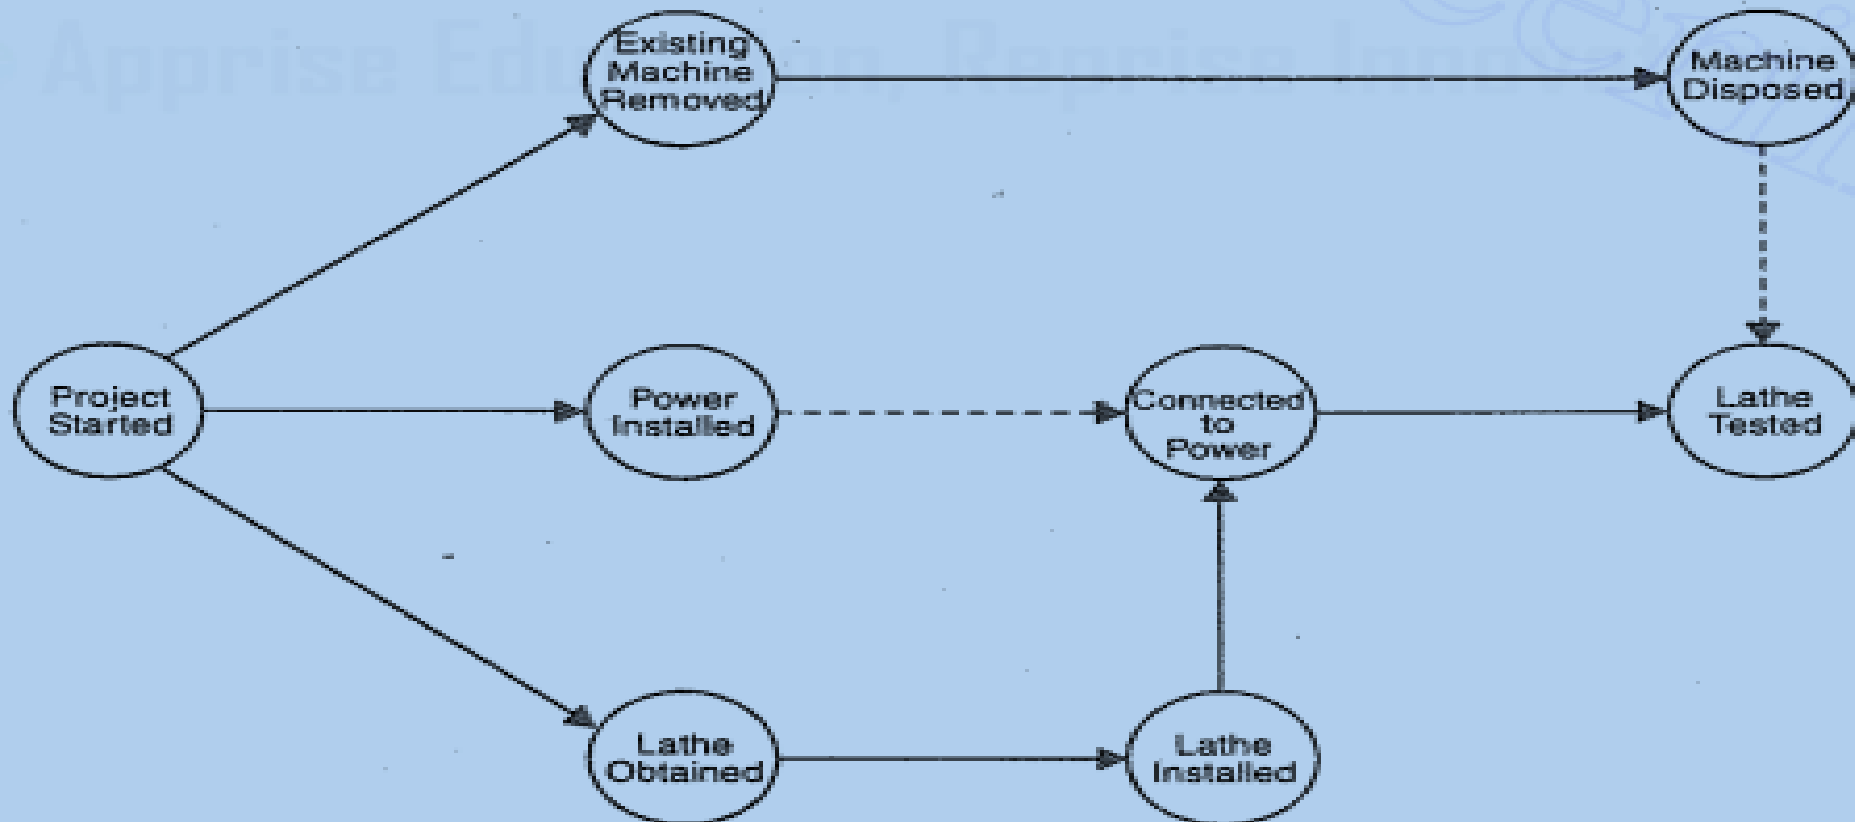 Existing
Machine
Removed
Machine
Disposed
Project
Started
Power
Installed
Connected
to
Power
Lathe
Tested
Lathe
Obtained
Lathe
Installed